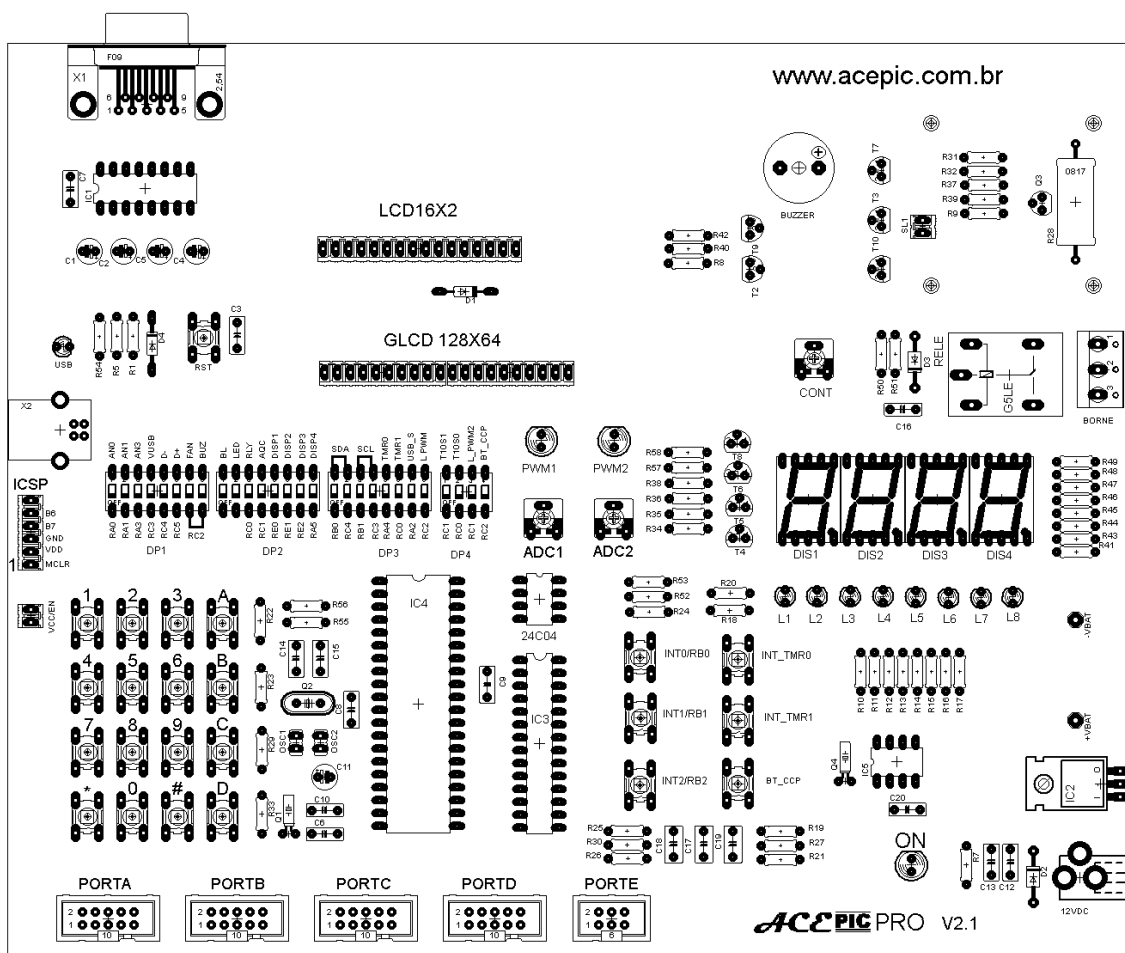 F09
X1
2,54
6 9
1 5
www.acepic.com.br
C7
IC1
C1
C2
C5
C4
LCD16X2
D1
GLCD 128X64
BUZZER
T7
T3
T10
T9
T2
R42
R40
R8
SL1
R31
R32
R37
R39
R9
Q3
0817
R28
USB
R54
R5
R1
D4
RST
C3
CONT
R50
R51
D3
C16
RELE
G5LE
1
2
3
BORNE
X2
AN0
AN1
AN3
VUSB
D-
D+
FAN
BUZ
OFF
RA0
RA1
RA3
RC3
RC4
RC5
RC2
DP1
BL
LED
RLY
AQC
DISP1
DISP2
DISP3
DISP4
OFF
RC0
RC1
RE0
RE1
RE2
RA5
DP2
SDA
SCL
TMR0
TMR1
USB_S
L_PWM
OFF
RB0
RC4
RB1
RC3
RA4
RC0
RA2
RC2
DP3
T1OS1
T1OS0
L_PWM2
BT_CCP
RC1
RC0
RC1
RC2
DP4
PWM1
PWM2
ADC1
ADC2
R58
R57
R38
R36
R35
R34
T8
T6
T5
T4
DIS1
DIS2
DIS3
DIS4
R49
R48
R47
R46
R45
R44
R43
R41
ICSP
B6
B7
GND
VDD
1 MCLR
VCC/EN
1 2 3 A
4 5 6 B
7 8 9 C
* 0 # D
R22
R23
R29
R33
R56
R55
C14
C15
Q2
C8
OSC1
OSC2
C11
Q1
C10
C6
IC4
C9
24C04
IC3
R53
R52
R24
R20
R18
L1 L2 L3 L4 L5 L6 L7 L8
-VBAT
+VBAT
INT0/RB0
INT_TMR0
INT1/RB1
INT_TMR1
INT2/RB2
BT_CCP
R10
R11
R12
R13
R14
R15
R16
R17
Q4
IC5
C20
IC2
O
I
R25
R30
R26
C18
C17
C19
R19
R27
R21
ON
R7
C13
C12
D2
12VDC
PORTA
2
1
10
PORTB
2
1
10
PORTC
2
1
10
PORTD
2
1
10
PORTE
2
1
6
ACE PIC PRO V2.1